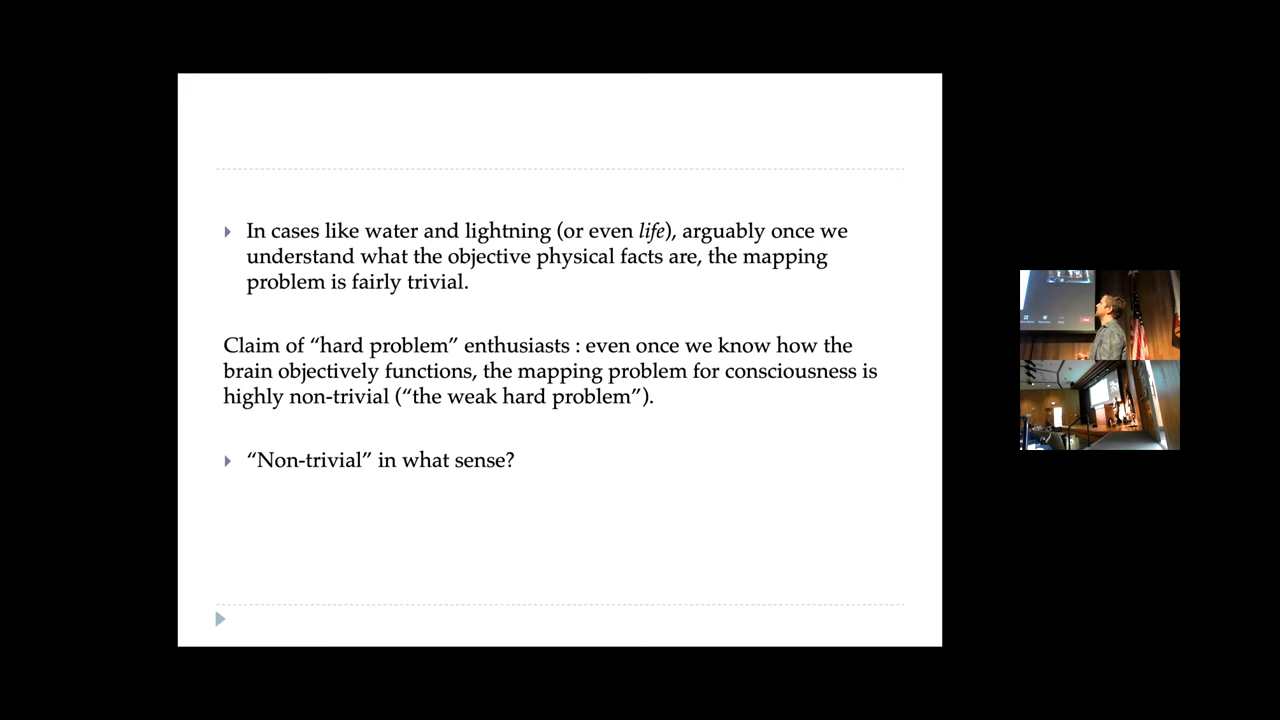 In cases like water and lightning (or even life), arguably once we
understand what the objective physical facts are, the mapping
problem is fairly trivial.
Claim of “hard problem” enthusiasts : even once we know how the
brain objectively functions, the mapping problem for consciousness is
highly non-trivial (“the weak hard problem”).
“Non-trivial” in what sense?